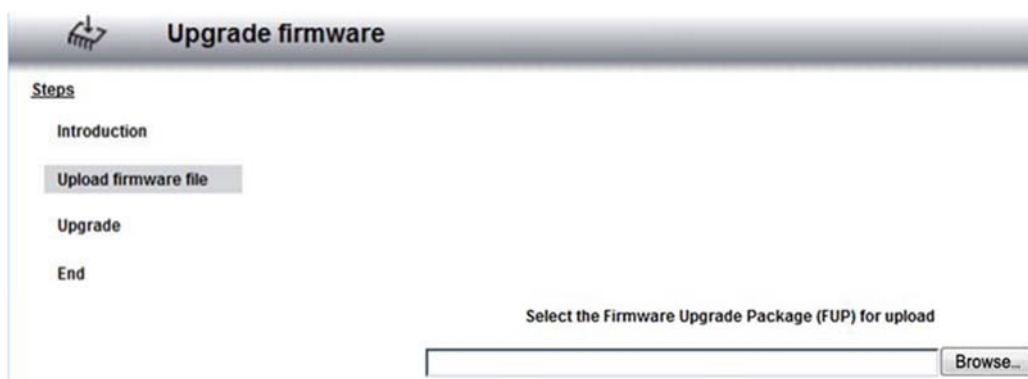 Upgrade firmware
Steps
Introduction
Upload firmware file
Upgrade
End
Select the Firmware Upgrade Package (FUP) for upload
Browse...